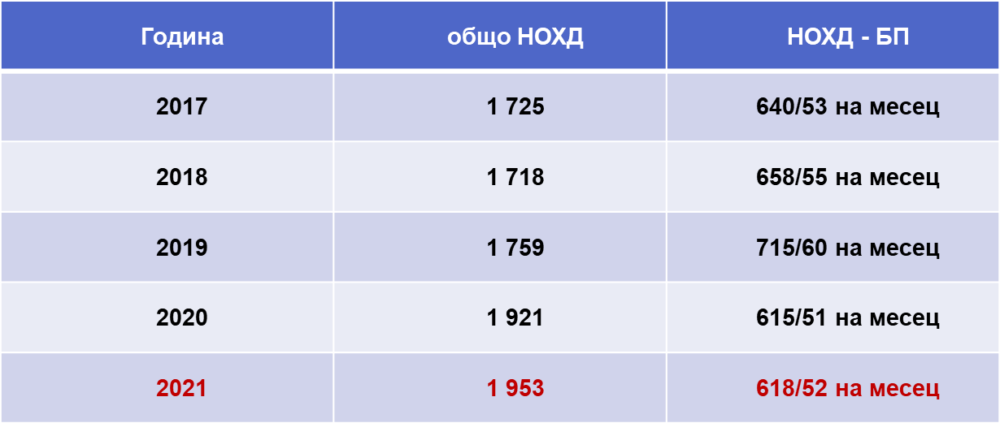 Година общо НОХД НОХД - БП
2017 1 725 640/53 на месец
2018 1 718 658/55 на месец
2019 1 759 715/60 на месец
2020 1 921 615/51 на месец
2021 1 953 618/52 на месец